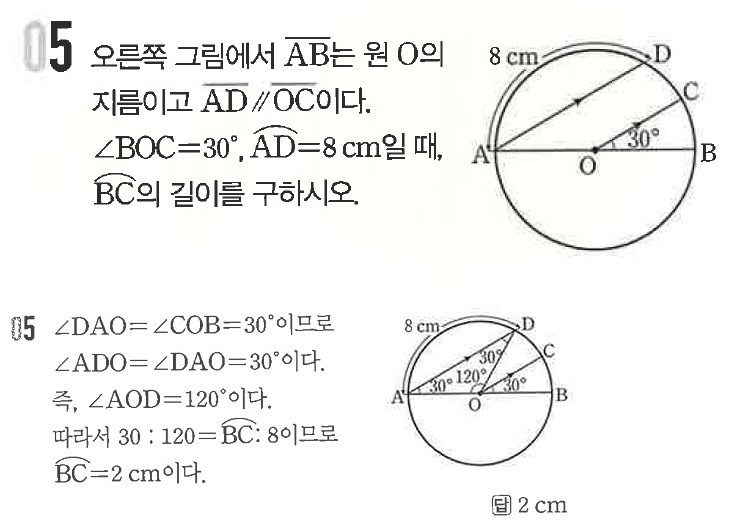 05 오른쪽 그림에서 AB는 원 O의
지름이고 AD∥OC이다.
∠BOC=30°, AD=8 cm일 때,
BC의 길이를 구하시오.
8 cm
D
C
30°
A
O
B
05 ∠DAO=∠COB=30°이므로
∠ADO=∠DAO=30°이다.
즉, ∠AOD=120°이다.
따라서 30 : 120=BC: 8이므로
BC=2 cm이다.
8 cm
D
C
30°
30°
120°
30°
A
O
B
답 2 cm